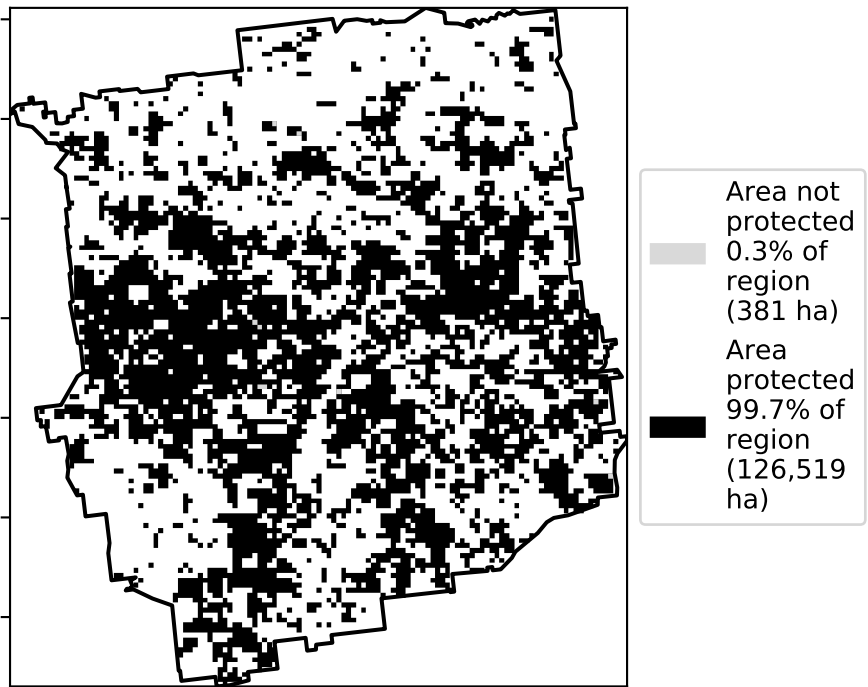 Area not
protected
0.3% of
region
(381 ha)
Area
protected
99.7% of
region
(126,519
ha)